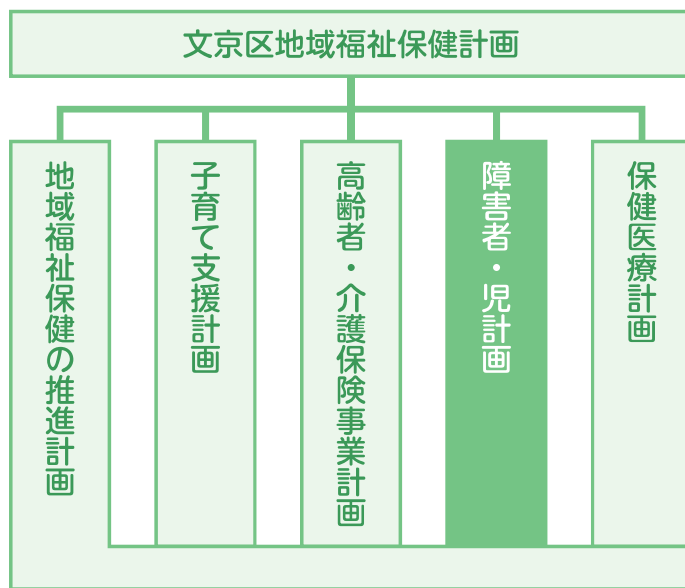 文京区地域福祉保健計画
地域福祉保健の推進計画
子育て支援計画
高齢者・介護保険事業計画
障害者・児計画
保健医療計画